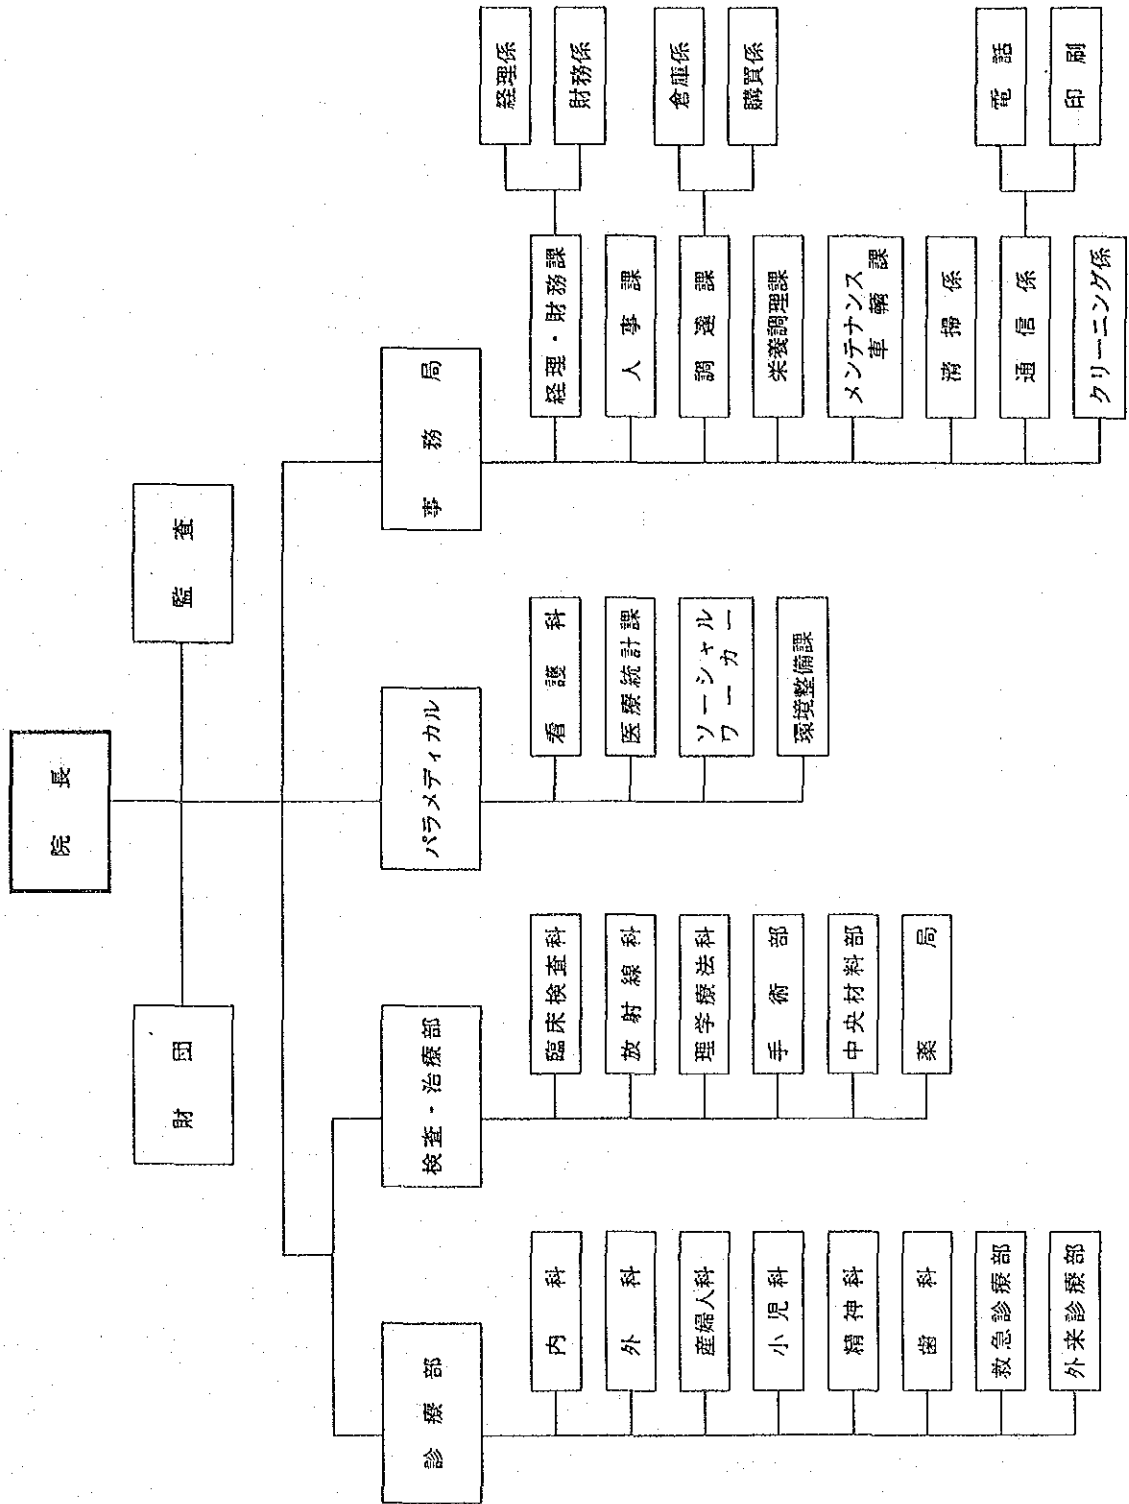 院長
財団
監査
診療部
内科
外科
産婦人科
小児科
精神科
歯科
救急診療部
外来診療部
検査・治療部
臨床検査科
放射線科
理学療法科
手術部
中央材料部
薬局
パラメディカル
看護科
医療統計課
ソーシャル
ワーカー
環境整備課
事務局
経理・財務課
経理係
財務係
人事課
調達課
倉庫係
購買係
栄養調理課
メンテナンス
車輌課
清掃係
通信係
電話
印刷
クリーニング係